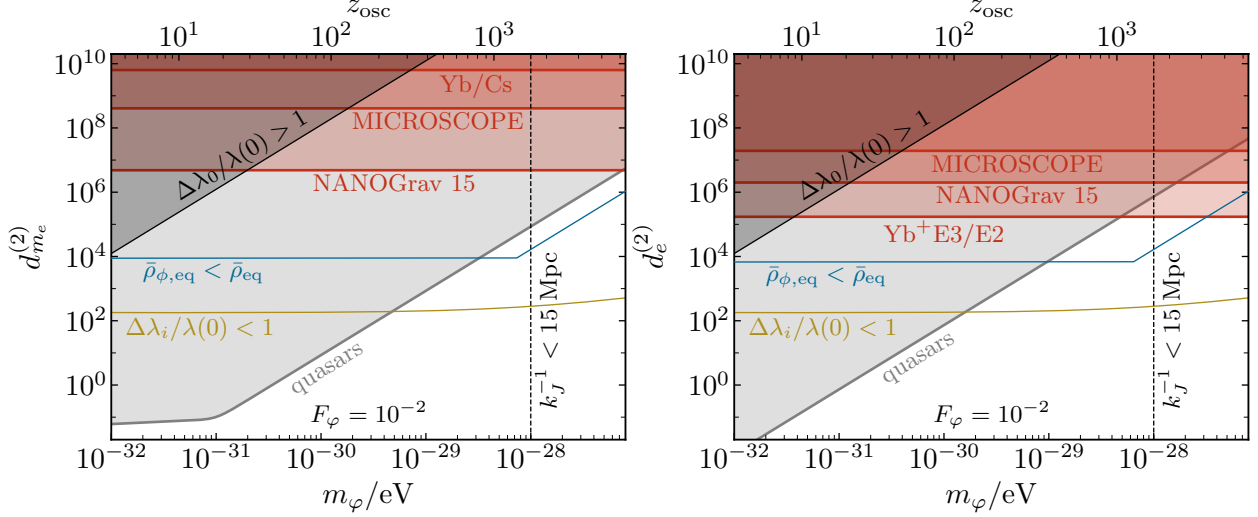 z_osc
10^1 10^2 10^3
10^10
10^8
10^6
10^4
10^2
10^0
d_{m_e}^{(2)}
Δλ_0/λ(0) > 1
Yb/Cs
MICROSCOPE
NANOGrav 15
ρ̄_{ϕ,eq} < ρ̄_eq
Δλ_i/λ(0) < 1
quasars
k_J^{-1} < 15 Mpc
F_φ = 10^{-2}
10^{-32} 10^{-31} 10^{-30} 10^{-29} 10^{-28}
m_φ/eV
z_osc
10^1 10^2 10^3
10^10
10^8
10^6
10^4
10^2
10^0
d_e^{(2)}
Δλ_0/λ(0) > 1
MICROSCOPE
NANOGrav 15
Yb^+ E3/E2
ρ̄_{ϕ,eq} < ρ̄_eq
Δλ_i/λ(0) < 1
quasars
k_J^{-1} < 15 Mpc
F_φ = 10^{-2}
10^{-32} 10^{-31} 10^{-30} 10^{-29} 10^{-28}
m_φ/eV